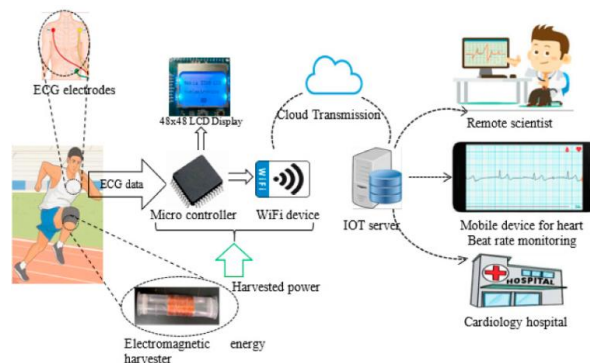 ECG electrodes
48x48 LCD Display
Cloud Transmission
Remote scientist
ECG data
WiFi
Micro controller
WiFi device
IOT server
Mobile device for heart
Beat rate monitoring
Harvested power
HOSPITAL
Cardiology hospital
Electromagnetic energy
harvester